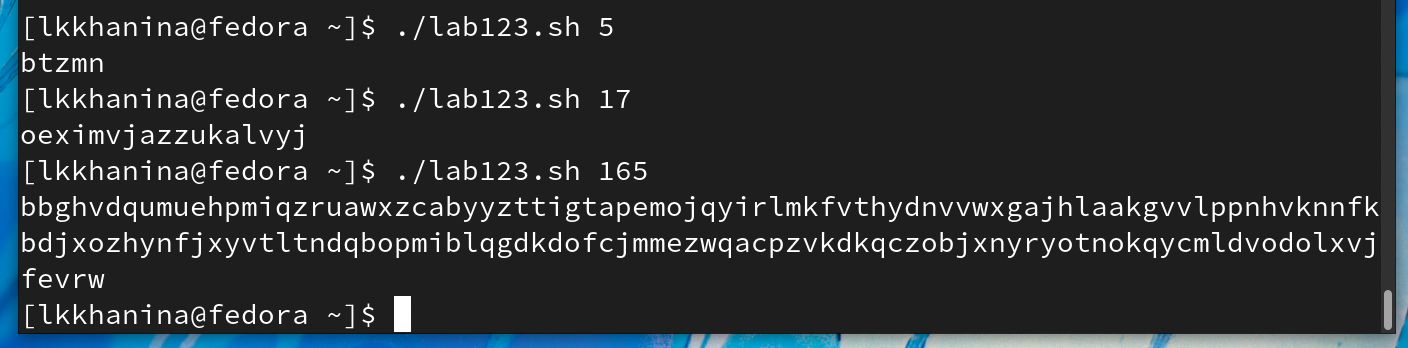 [lkkhanina@fedora ~]$ ./lab123.sh 5
btzmn
[lkkhanina@fedora ~]$ ./lab123.sh 17
oeximvjazzukalvyj
[lkkhanina@fedora ~]$ ./lab123.sh 165
bbghvdqumuehpmiqzruawxzcabyyzttigtapemojqyirlmkfvthydnvvwxgajhlaakgvvlppnhvknnfk
bdjxozhynfjxyvtltndqbopmiblqgdkdofcjmmezwqacpzvkdkqczobjxnyryotnokqycmldvodolxvj
fevrw
[lkkhanina@fedora ~]$